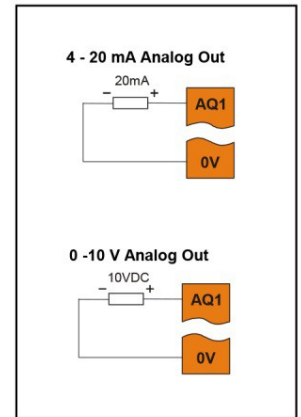 4 - 20 mA Analog Out
20mA
− +
AQ1
0V
0 -10 V Analog Out
10VDC
− +
AQ1
0V